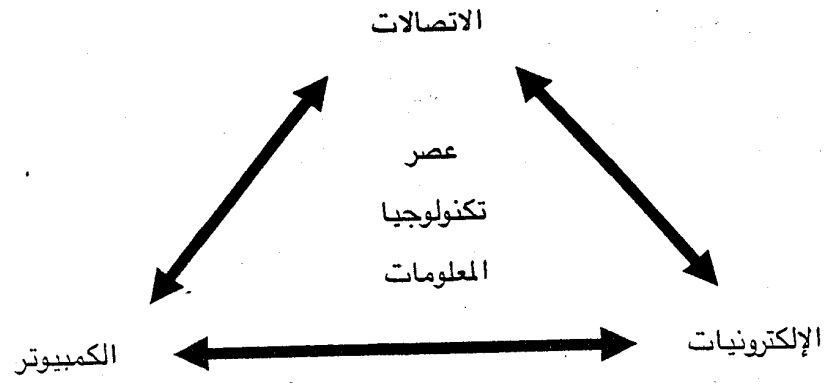 الاتصالات
عصر
تكنولوجيا
المعلومات
الإلكترونيات
الكمبيوتر